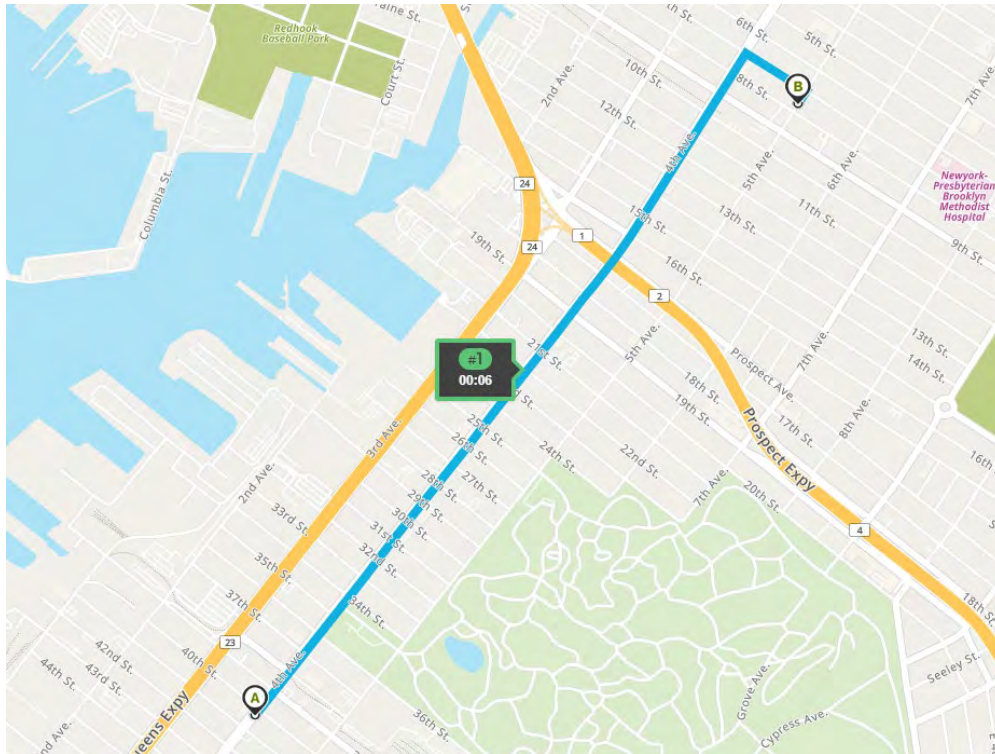 raine St.
6th St.
5th St.
Redhook
Baseball Park
Court St.
2nd Ave.
10th St.
8th St.
B
7th Ave.
12th St.
4th Ave.
5th Ave.
6th Ave.
Newyork-
Presbyterian
Brooklyn
Methodist
Hospital
24
Columbia St.
15th St.
13th St.
11th St.
1
24
9th St.
19th St.
16th St.
2
#1
00:06
21st St.
5th Ave.
Prospect Ave.
7th Ave.
13th St.
14th St.
18th St.
d St.
19th St.
17th St.
8th Ave.
3rd Ave.
25th St.
26th St.
24th St.
22nd St.
Prospect Expy
16th St.
2nd Ave.
28th St.
27th St.
7th Ave.
20th St.
29th St.
30th St.
33rd St.
31st St.
4
32nd St.
35th St.
37th St.
34th St.
18th St.
23
42nd St.
40th St.
43rd St.
44th St.
4th Ave.
A
Seeley St.
Grove Ave.
36th St.
Cypress Ave.
nd Ave.
ueens Expy